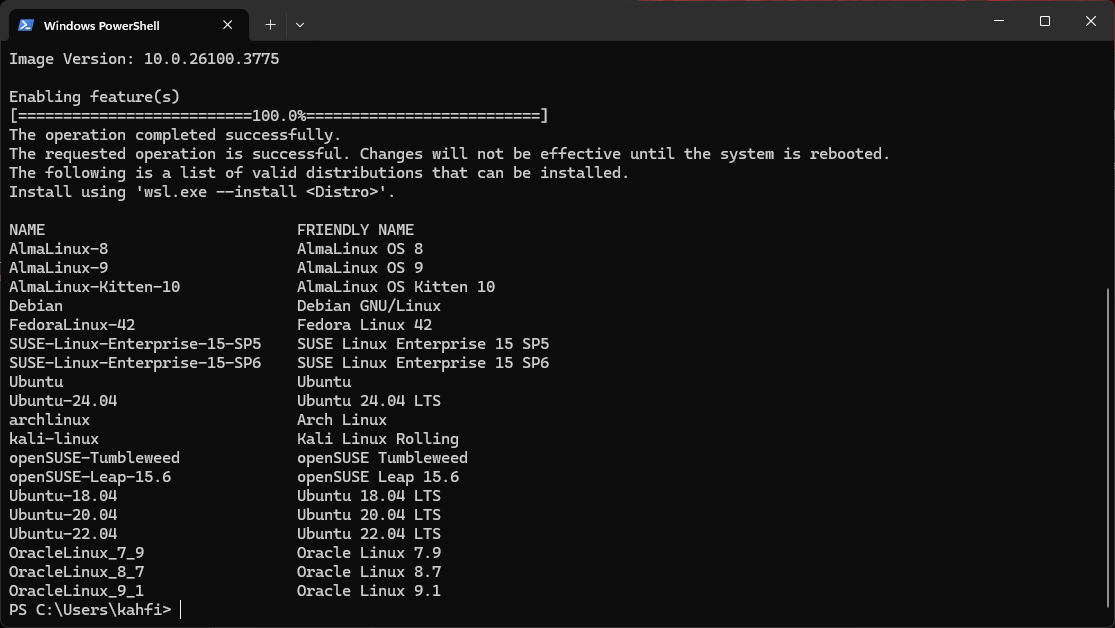 Windows PowerShell
Image Version: 10.0.26100.3775
Enabling feature(s)
[==========================100.0%==========================]
The operation completed successfully.
The requested operation is successful. Changes will not be effective until the system is rebooted.
The following is a list of valid distributions that can be installed.
Install using 'wsl.exe --install <Distro>'.
NAME                            FRIENDLY NAME
AlmaLinux-8                     AlmaLinux OS 8
AlmaLinux-9                     AlmaLinux OS 9
AlmaLinux-Kitten-10             AlmaLinux OS Kitten 10
Debian                          Debian GNU/Linux
FedoraLinux-42                  Fedora Linux 42
SUSE-Linux-Enterprise-15-SP5    SUSE Linux Enterprise 15 SP5
SUSE-Linux-Enterprise-15-SP6    SUSE Linux Enterprise 15 SP6
Ubuntu                          Ubuntu
Ubuntu-24.04                    Ubuntu 24.04 LTS
archlinux                       Arch Linux
kali-linux                      Kali Linux Rolling
openSUSE-Tumbleweed             openSUSE Tumbleweed
openSUSE-Leap-15.6              openSUSE Leap 15.6
Ubuntu-18.04                    Ubuntu 18.04 LTS
Ubuntu-20.04                    Ubuntu 20.04 LTS
Ubuntu-22.04                    Ubuntu 22.04 LTS
OracleLinux_7_9                 Oracle Linux 7.9
OracleLinux_8_7                 Oracle Linux 8.7
OracleLinux_9_1                 Oracle Linux 9.1
PS C:\Users\kahfi>